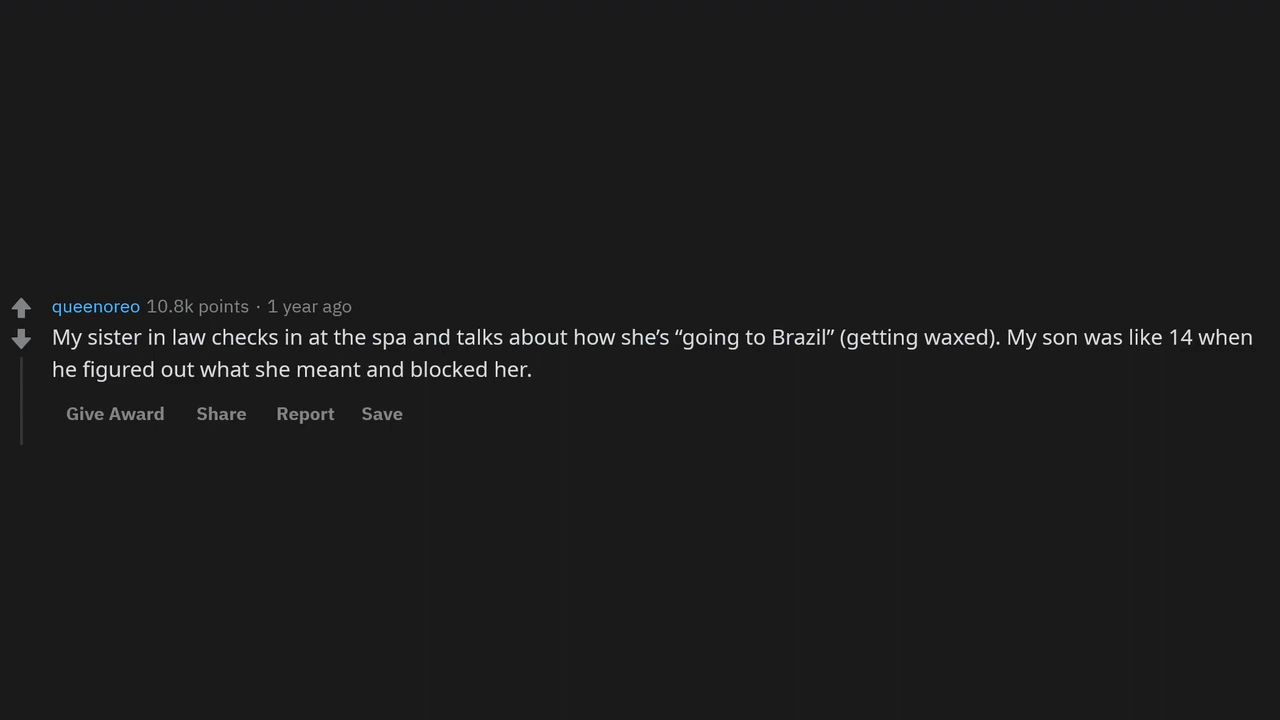 queenoreo 10.8k points · 1 year ago
My sister in law checks in at the spa and talks about how she’s “going to Brazil” (getting waxed). My son was like 14 when
he figured out what she meant and blocked her.
Give Award Share Report Save